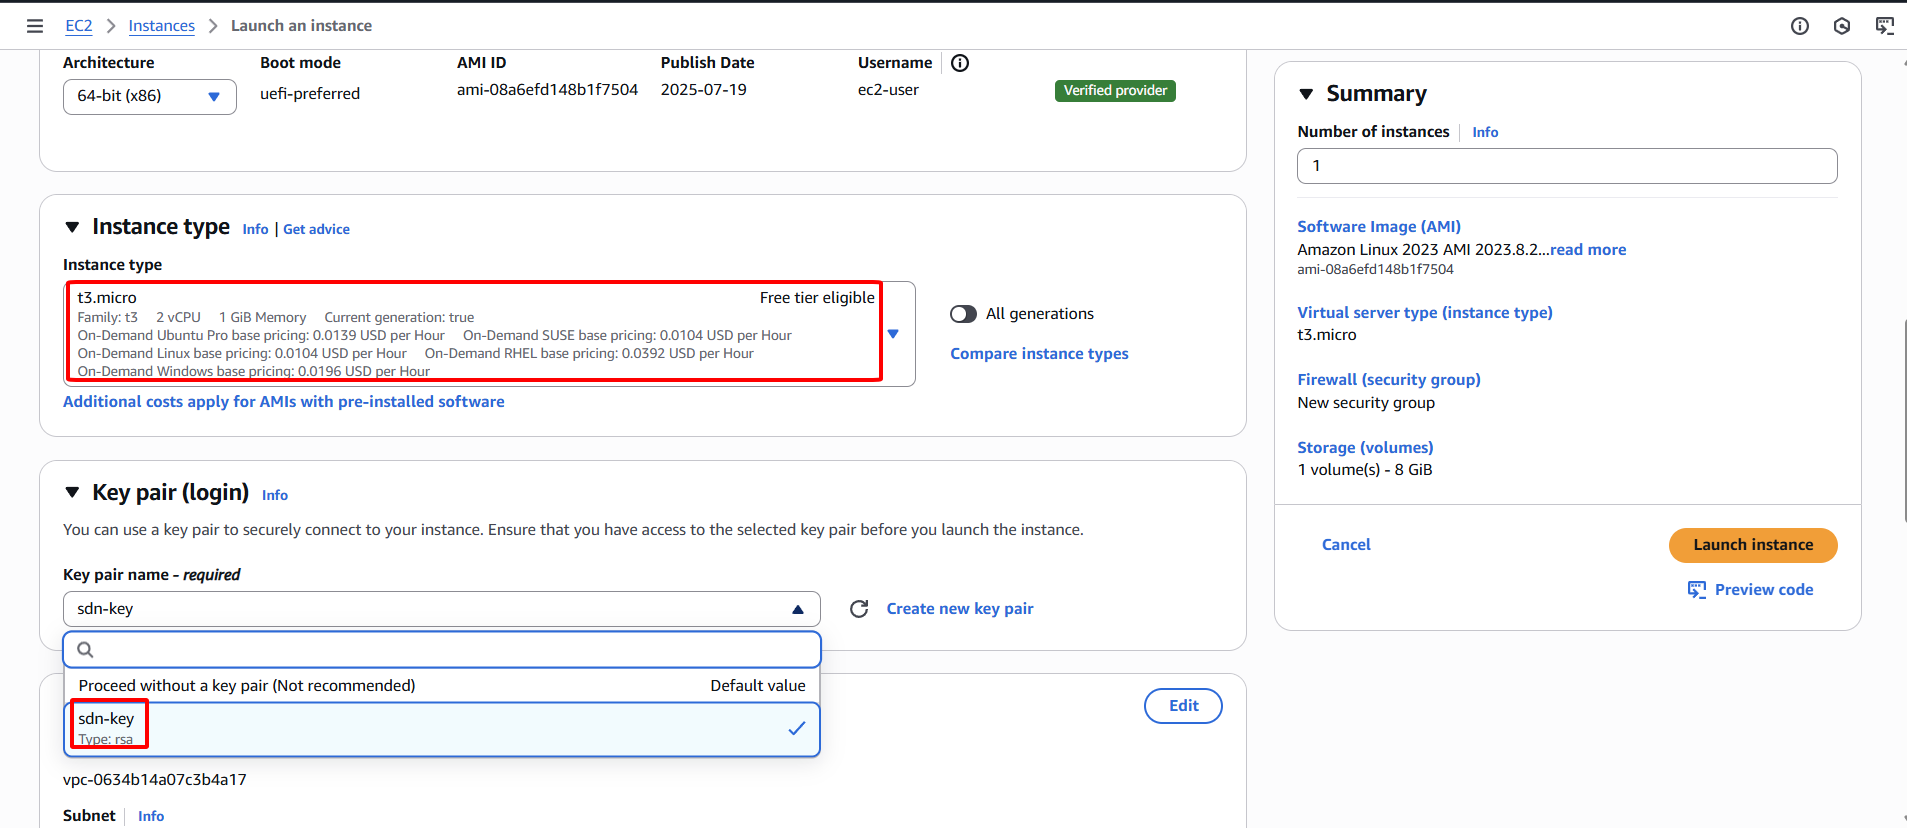 EC2 > Instances > Launch an instance
Architecture Boot mode AMI ID Publish Date Username
64-bit (x86) uefi-preferred ami-08a6efd148b1f7504 2025-07-19 ec2-user Verified provider
Instance type Info | Get advice
Instance type
t3.micro Free tier eligible
Family: t3 2 vCPU 1 GiB Memory Current generation: true
On-Demand Ubuntu Pro base pricing: 0.0139 USD per Hour On-Demand SUSE base pricing: 0.0104 USD per Hour
On-Demand Linux base pricing: 0.0104 USD per Hour On-Demand RHEL base pricing: 0.0392 USD per Hour
On-Demand Windows base pricing: 0.0196 USD per Hour
All generations
Compare instance types
Additional costs apply for AMIs with pre-installed software
Key pair (login) Info
You can use a key pair to securely connect to your instance. Ensure that you have access to the selected key pair before you launch the instance.
Key pair name - required
sdn-key Create new key pair
Proceed without a key pair (Not recommended) Default value
sdn-key
Type: rsa
Edit
vpc-0634b14a07c3b4a17
Subnet Info
Summary
Number of instances Info
1
Software Image (AMI)
Amazon Linux 2023 AMI 2023.8.2...read more
ami-08a6efd148b1f7504
Virtual server type (instance type)
t3.micro
Firewall (security group)
New security group
Storage (volumes)
1 volume(s) - 8 GiB
Cancel Launch instance
Preview code